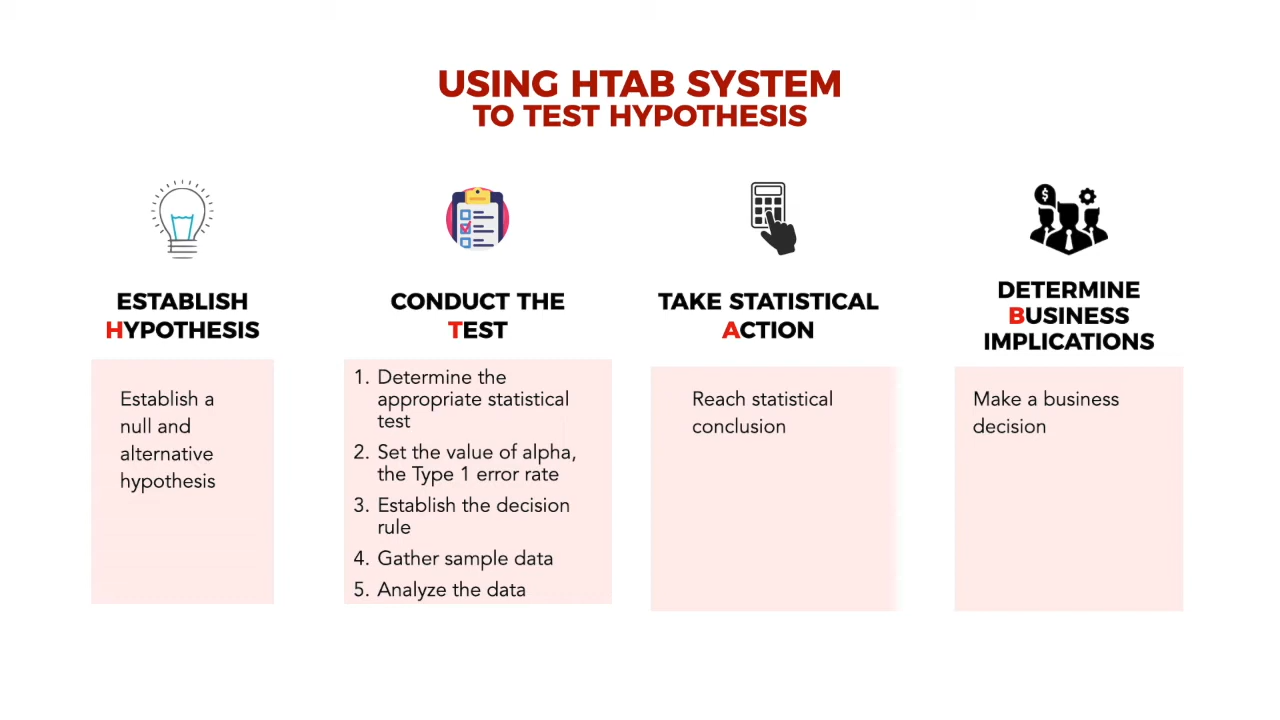 USING HTAB SYSTEM
TO TEST HYPOTHESIS
ESTABLISH
HYPOTHESIS
Establish a
null and
alternative
hypothesis
CONDUCT THE
TEST
1. Determine the
appropriate statistical
test
2. Set the value of alpha,
the Type 1 error rate
3. Establish the decision
rule
4. Gather sample data
5. Analyze the data
TAKE STATISTICAL
ACTION
Reach statistical
conclusion
DETERMINE
BUSINESS
IMPLICATIONS
Make a business
decision